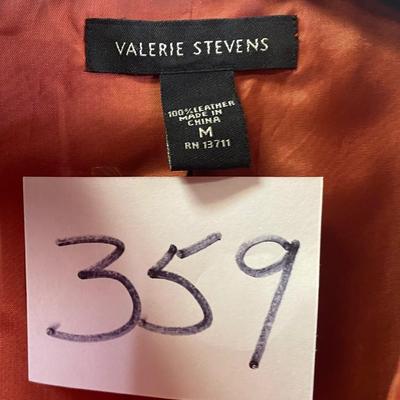 VALERIE STEVENS
100% LEATHER
MADE IN
CHINA
M
RN 13711
359